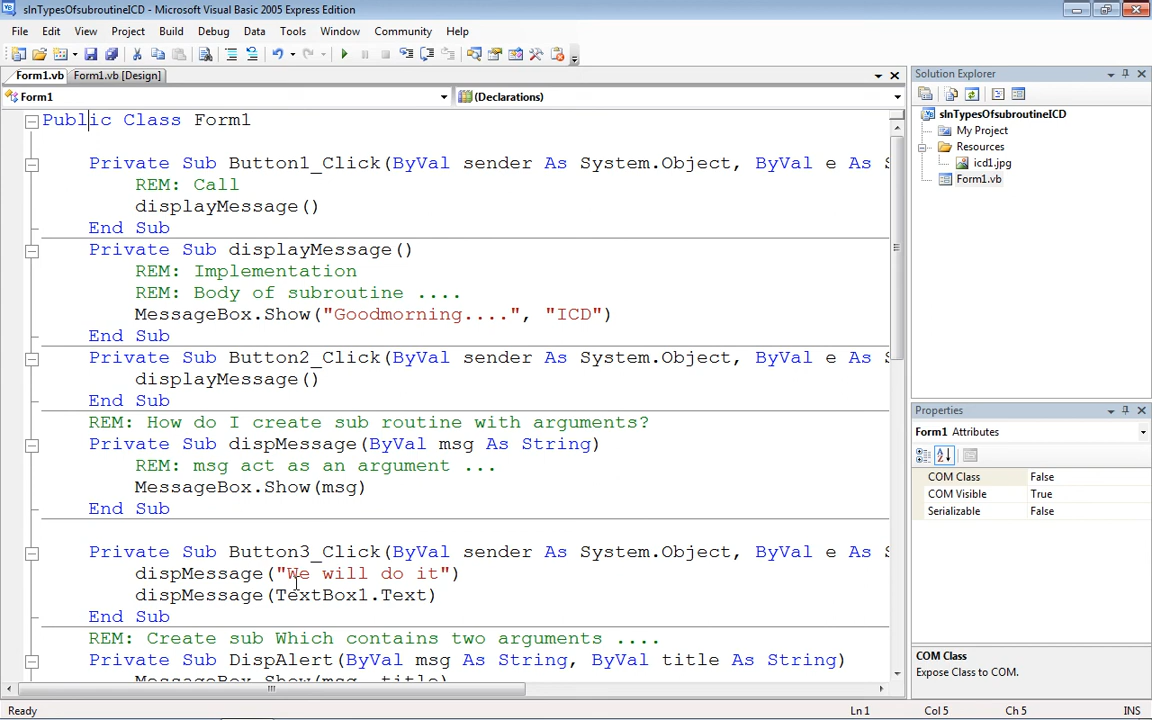 sInTypesOfsubroutineICD - Microsoft Visual Basic 2005 Express Edition
File Edit View Project Build Debug Data Tools Window Community Help
Form1.vb Form1.vb [Design]
Form1 (Declarations)
Public Class Form1
Private Sub Button1_Click(ByVal sender As System.Object, ByVal e As S
REM: Call
displayMessage()
End Sub
Private Sub displayMessage()
REM: Implementation
REM: Body of subroutine ....
MessageBox.Show("Goodmorning....", "ICD")
End Sub
Private Sub Button2_Click(ByVal sender As System.Object, ByVal e As S
displayMessage()
End Sub
REM: How do I create sub routine with arguments?
Private Sub dispMessage(ByVal msg As String)
REM: msg act as an argument ...
MessageBox.Show(msg)
End Sub
Private Sub Button3_Click(ByVal sender As System.Object, ByVal e As S
dispMessage("We will do it")
dispMessage(TextBox1.Text)
End Sub
REM: Create sub Which contains two arguments ....
Private Sub DispAlert(ByVal msg As String, ByVal title As String)
MessageBox.Show(msg, title)
Solution Explorer
sInTypesOfsubroutineICD
My Project
Resources
icd1.jpg
Form1.vb
Properties
Form1 Attributes
COM Class False
COM Visible True
Serializable False
COM Class
Expose Class to COM.
Ready Ln 1 Col 5 Ch 5 INS